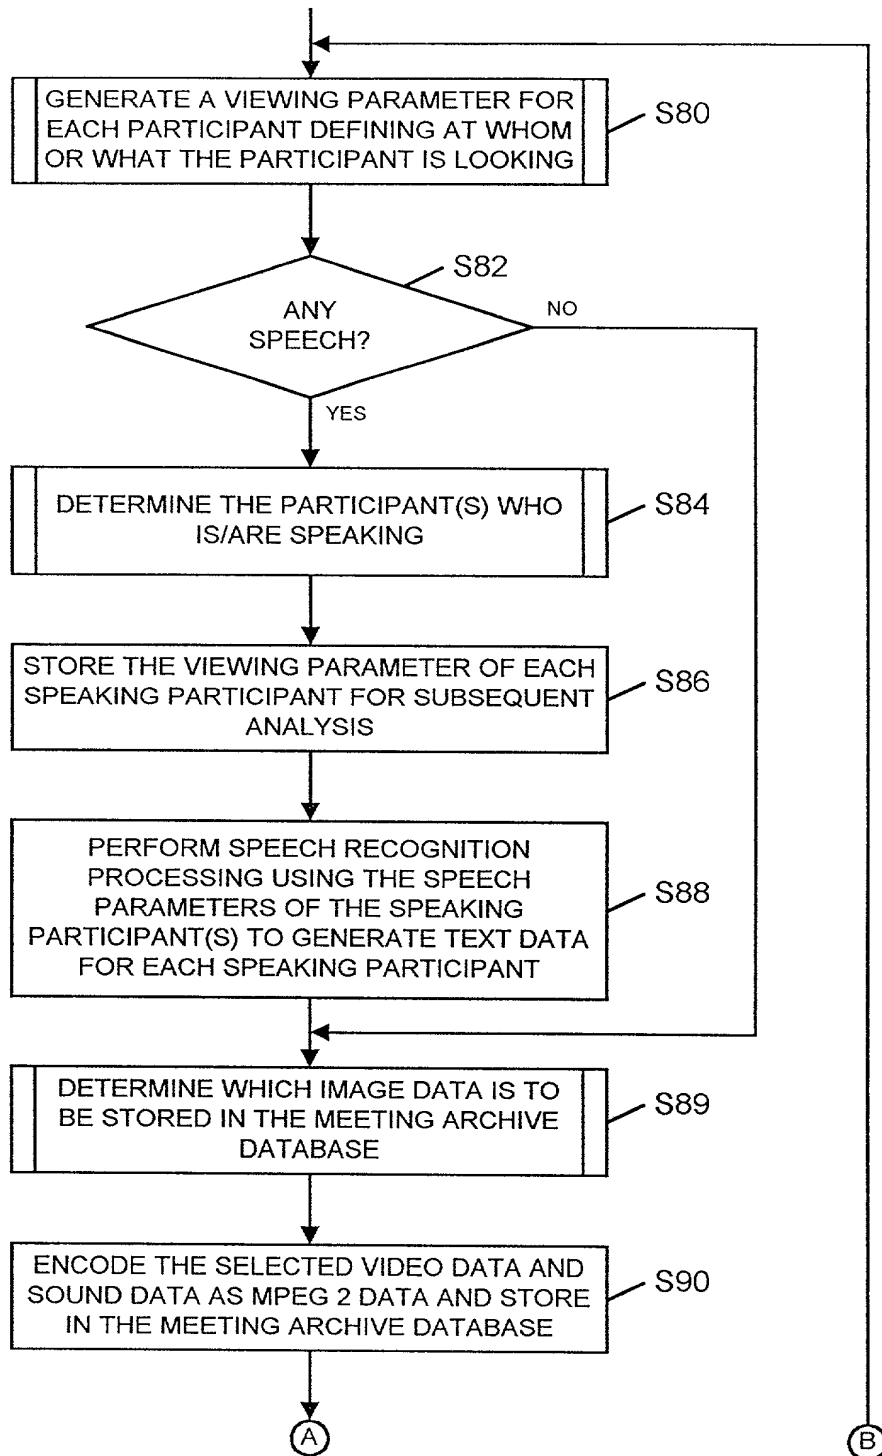 GENERATE A VIEWING PARAMETER FOR
EACH PARTICIPANT DEFINING AT WHOM
OR WHAT THE PARTICIPANT IS LOOKING
S80
S82
ANY
SPEECH?
NO
YES
DETERMINE THE PARTICIPANT(S) WHO
IS/ARE SPEAKING
S84
STORE THE VIEWING PARAMETER OF EACH
SPEAKING PARTICIPANT FOR SUBSEQUENT
ANALYSIS
S86
PERFORM SPEECH RECOGNITION
PROCESSING USING THE SPEECH
PARAMETERS OF THE SPEAKING
PARTICIPANT(S) TO GENERATE TEXT DATA
FOR EACH SPEAKING PARTICIPANT
S88
DETERMINE WHICH IMAGE DATA IS TO
BE STORED IN THE MEETING ARCHIVE
DATABASE
S89
ENCODE THE SELECTED VIDEO DATA AND
SOUND DATA AS MPEG 2 DATA AND STORE
IN THE MEETING ARCHIVE DATABASE
S90
A
B